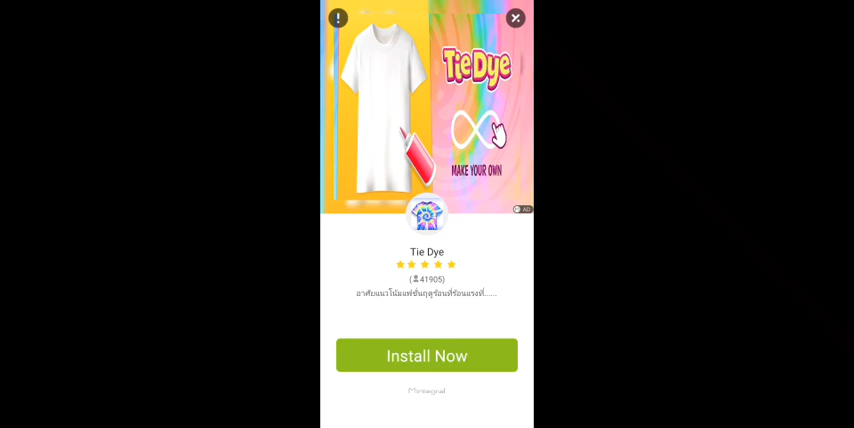 Tie Dye
MAKE YOUR OWN
AD
Tie Dye
(41905)
อาศัยแนวโน้มแฟชั่นฤดูร้อนที่ร้อนแรงที่......
Install Now
Mintegral